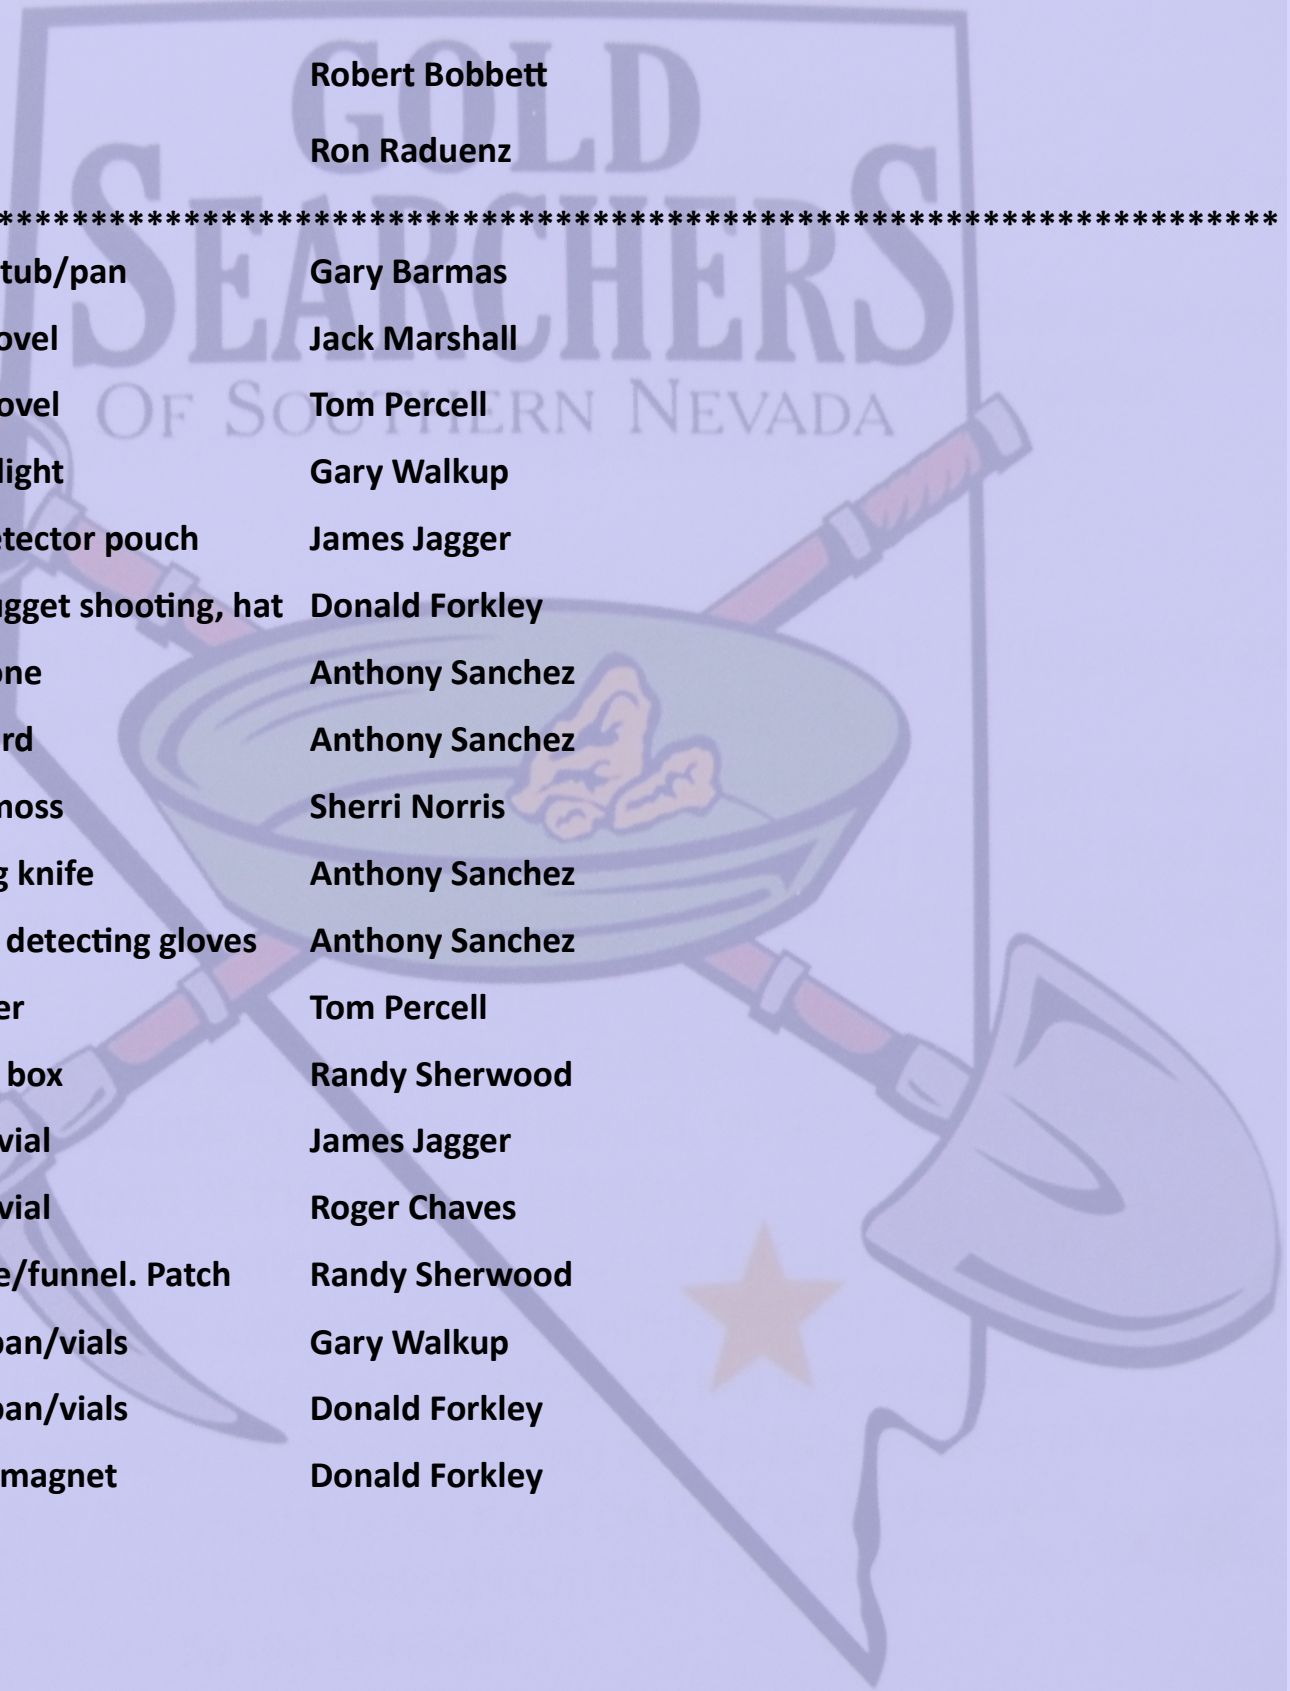 GOLD
SEARCHERS
OF SOUTHERN NEVADA
Robert Bobbett
Ron Raduenz
**********************************************************************
tub/pan Gary Barmas
ovel Jack Marshall
ovel Tom Percell
light Gary Walkup
etector pouch James Jagger
gget shooting, hat Donald Forkley
one Anthony Sanchez
rd Anthony Sanchez
moss Sherri Norris
g knife Anthony Sanchez
detecting gloves Anthony Sanchez
er Tom Percell
box Randy Sherwood
vial James Jagger
vial Roger Chaves
e/funnel. Patch Randy Sherwood
pan/vials Gary Walkup
pan/vials Donald Forkley
magnet Donald Forkley